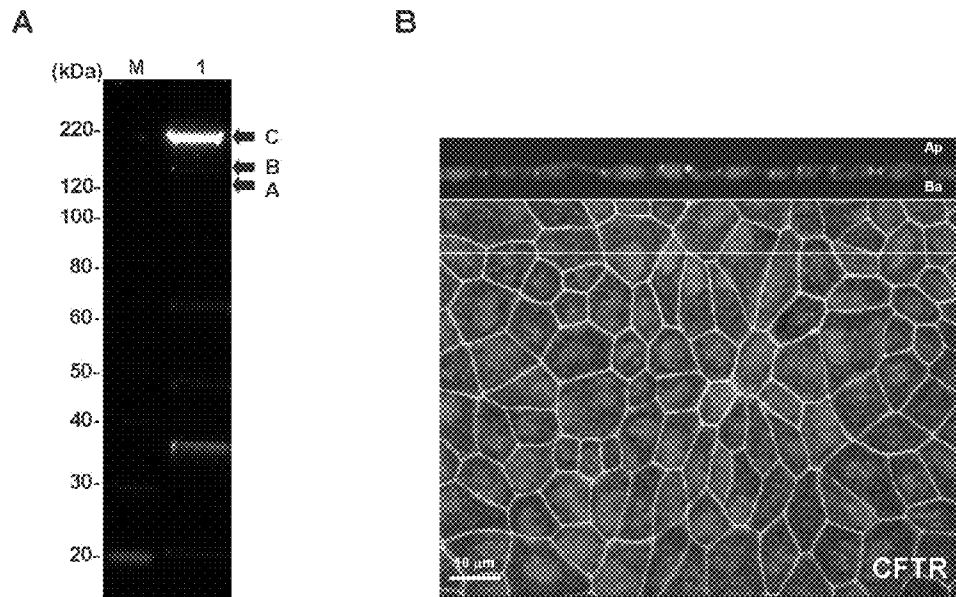 A
(kDa) M 1
220-
C
B
120-
A
100-
80-
60-
50-
40-
30-
20-
B
Ap
Ba
10 µm
CFTR